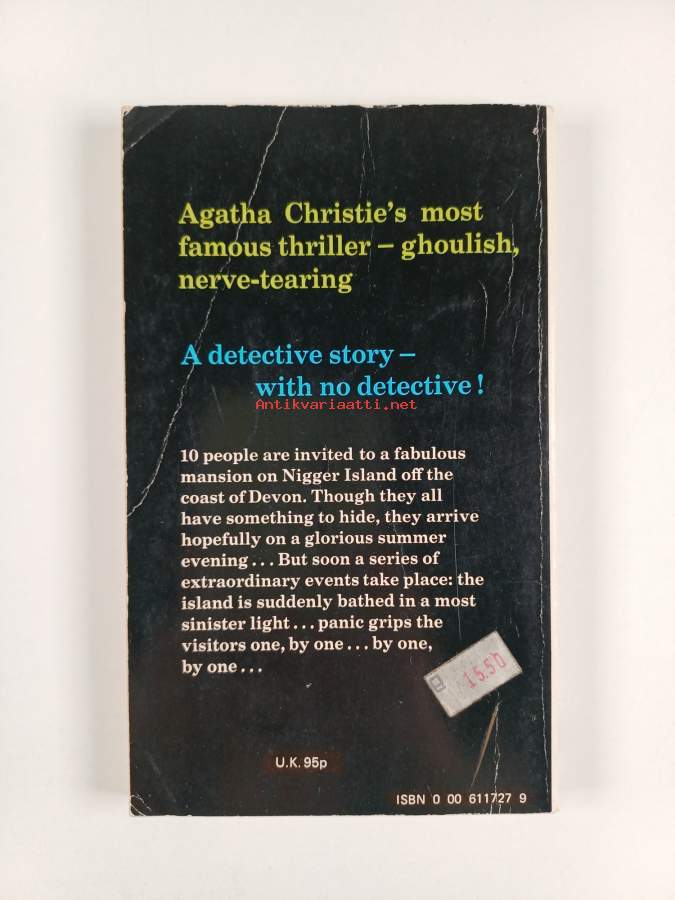 Agatha Christie's most
famous thriller – ghoulish,
nerve-tearing
A detective story –
with no detective!
Antikvariaatti.net
10 people are invited to a fabulous
mansion on Nigger Island off the
coast of Devon. Though they all
have something to hide, they arrive
hopefully on a glorious summer
evening... But soon a series of
extraordinary events take place: the
island is suddenly bathed in a most
sinister light... panic grips the
visitors one, by one... by one,
by one...
15.50
U.K. 95p
ISBN 0 00 611727 9